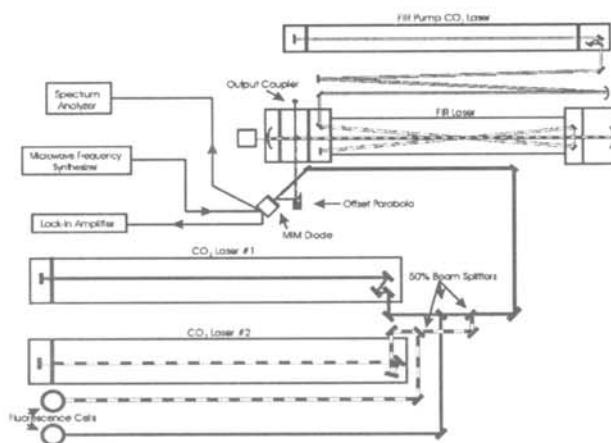 FIR Pump CO₂ Laser
Output Coupler
Spectrum
Analyzer
FIR Laser
Microwave Frequency
Synthesizer
Offset Parabola
Lock-In Amplifier
MIM Diode
CO₂ Laser #1
50% Beam Splitters
CO₂ Laser #2
Fluorescence Cells